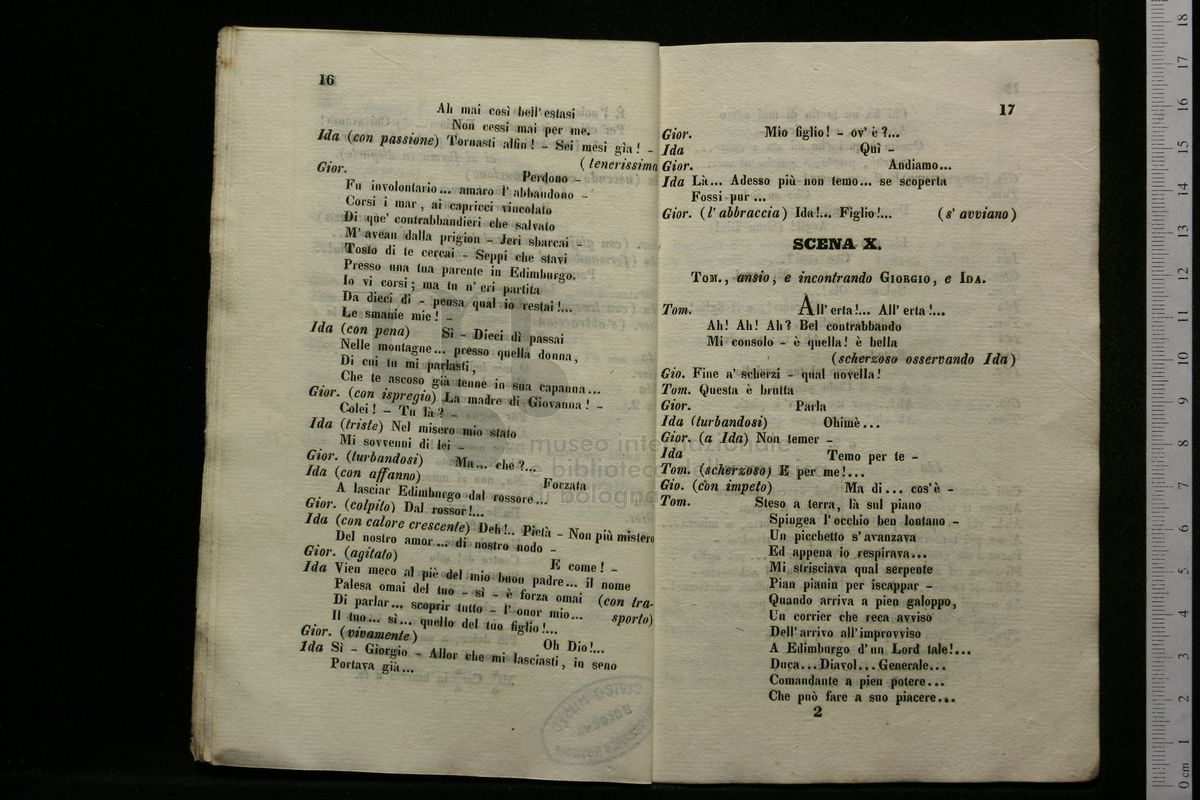 16
Ah mai così bell' estasi
Non cessi mai per me.
Ida (con passione) Tornasti alfin! - Sei mesi gìa! -
(tenerissima
Gior. Perdono -
Fu involontario... amaro l' abbandono -
Corsi i mar, ai capricci vincolato
Di que' contrabbandieri che salvato
M' avean dalla prigion - Jeri sbarcai -
Tosto di te cercai - Seppi che stavi
Presso una tua parente in Edimburgo.
Io vi corsi; ma tu n' eri partita
Da dieci dì - pensa qual io restai!...
Le smanie mie! -
Ida (con pena) Sì - Dieci dì passai
Nelle montagne... presso quella donna,
Di cui tu mi parlasti,
Che te ascoso già tenne in sua capanna...
Gior. (con ispregio) La madre di Giovanna! -
Colei! - Tu là? -
Ida (triste) Nel misero mio stato
Mi sovvenni di lei -
Gior. (turbandosi) Ma... che?...
Ida (con affanno) Forzata
A lasciar Edimburgo dal rossore...
Gior. (colpito) Dal rossor!...
Ida (con calore crescente) Deh!.. Pietà - Non più mistero
Del nostro amor... di nostro nodo -
Gior. (agitato) E come! -
Ida Vien meco al piè del mio buon padre... il nome
Palesa omai del tuo - sì - è forza omai (con tra-
Di parlar... scoprir tutto - l' onor mio... sporto)
Il tuo... sì... quello del tuo figlio!...
Gior. (vivamente) Oh Dio!...
Ida Sì - Giorgio - Allor che mi lasciasti, in seno
Portava già...
17
Gior. Mio figlio! - ov' è?...
Ida Quì -
Gior. Andiamo...
Ida Là... Adesso più non temo... se scoperta
Fossi pur...
Gior. (l' abbraccia) Ida!... Figlio!... (s' avviano)
SCENA X.
Tom., ansio, e incontrando Giorgio, e Ida.
Tom. All' erta!... All' erta!...
Ah! Ah! Ah? Bel contrabbando
Mi consolo - è quella! è bella
(scherzoso osservando Ida)
Gio. Fine a' scherzi - qual novella!
Tom. Questa è brutta
Gior. Parla
Ida (turbandosi) Ohimè...
Gior. (a Ida) Non temer -
Ida Temo per te -
Tom. (scherzoso) E per me!...
Gio. (con impeto) Ma di... cos'è -
Tom. Steso a terra, là sul piano
Spingea l'occhio ben lontano -
Un picchetto s'avanzava
Ed appena io respirava...
Mi strisciava qual serpente
Pian pianin per iscappar -
Quando arriva a pien galoppo,
Un corrier che reca avviso
Dell'arrivo all'improvviso
A Edimburgo d'un Lord tale!...
Duca...Diavol...Generale...
Comandante a pien potere...
Che può fare a suo piacere...
2